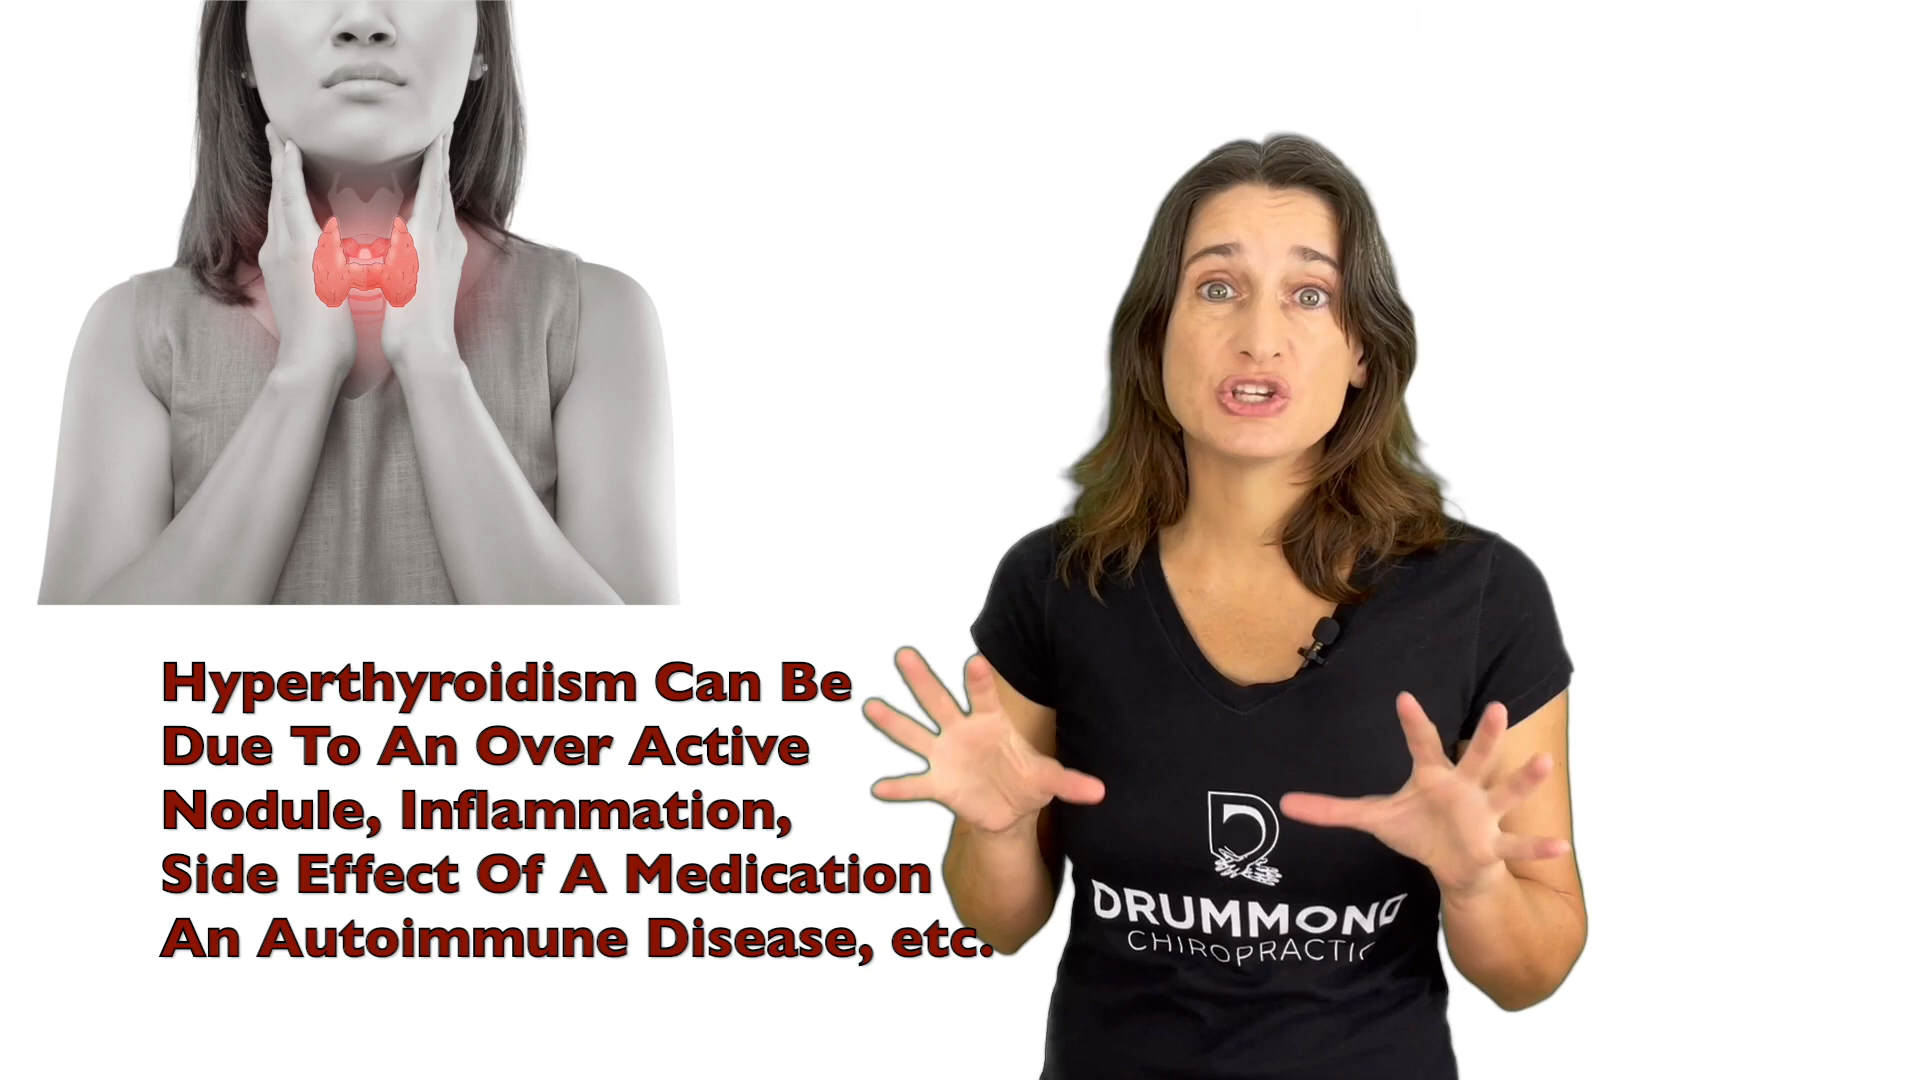 Hyperthyroidism Can Be
Due To An Over Active
Nodule, Inflammation,
Side Effect Of A Medication
An Autoimmune Disease, etc.
DRUMMOND
CHIROPRACTIC